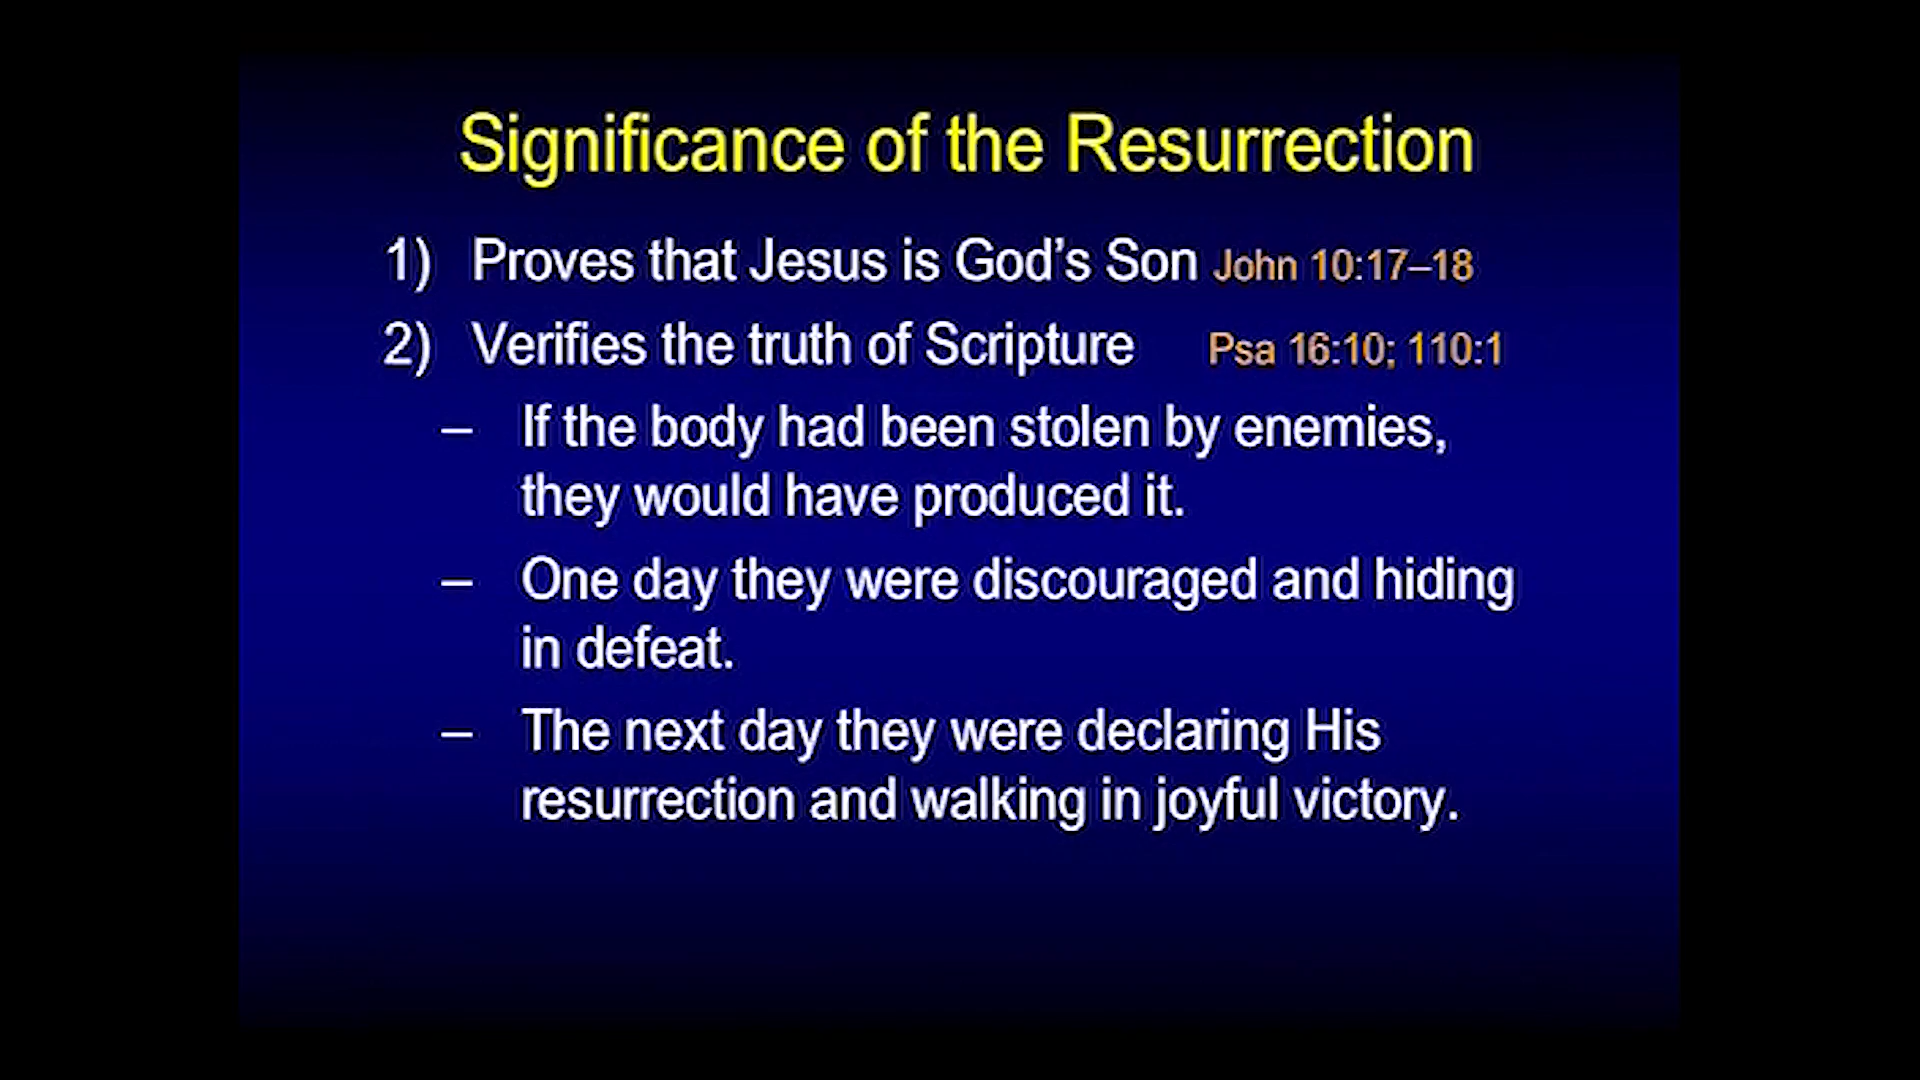 Significance of the Resurrection
1) Proves that Jesus is God's Son John 10:17–18
2) Verifies the truth of Scripture Psa 16:10; 110:1
– If the body had been stolen by enemies,
they would have produced it.
– One day they were discouraged and hiding
in defeat.
– The next day they were declaring His
resurrection and walking in joyful victory.